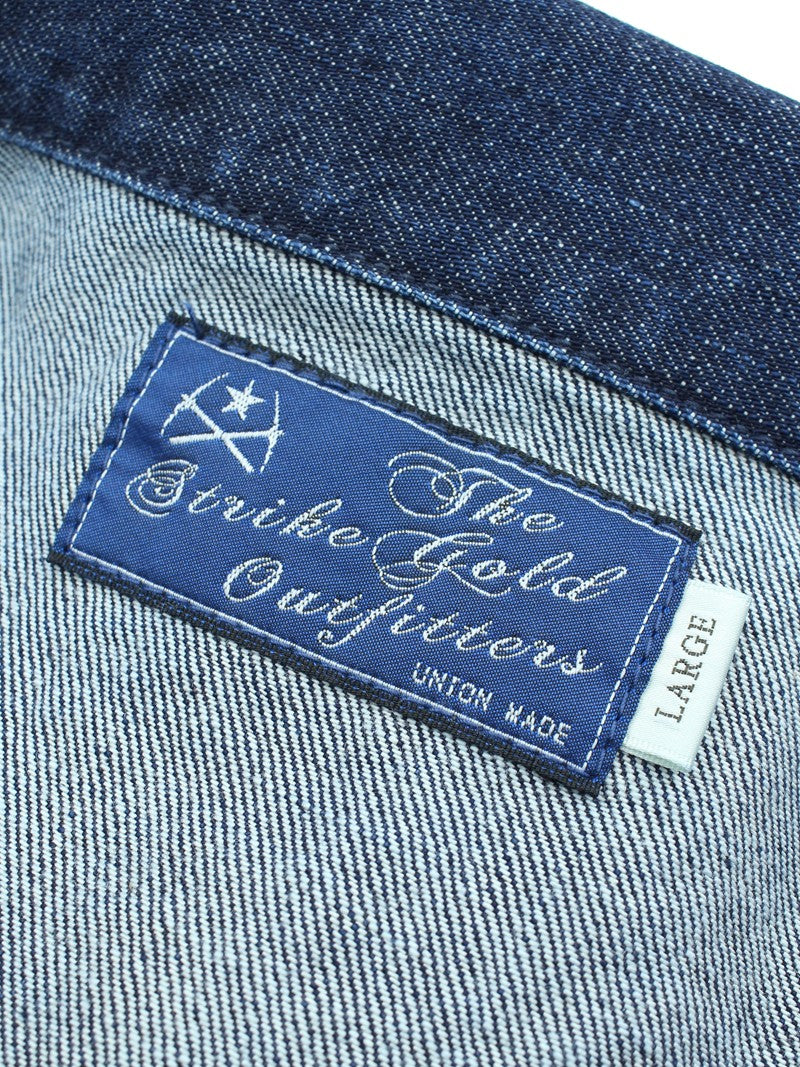 The
Strike Gold
Outfitters
UNION MADE
LARGE